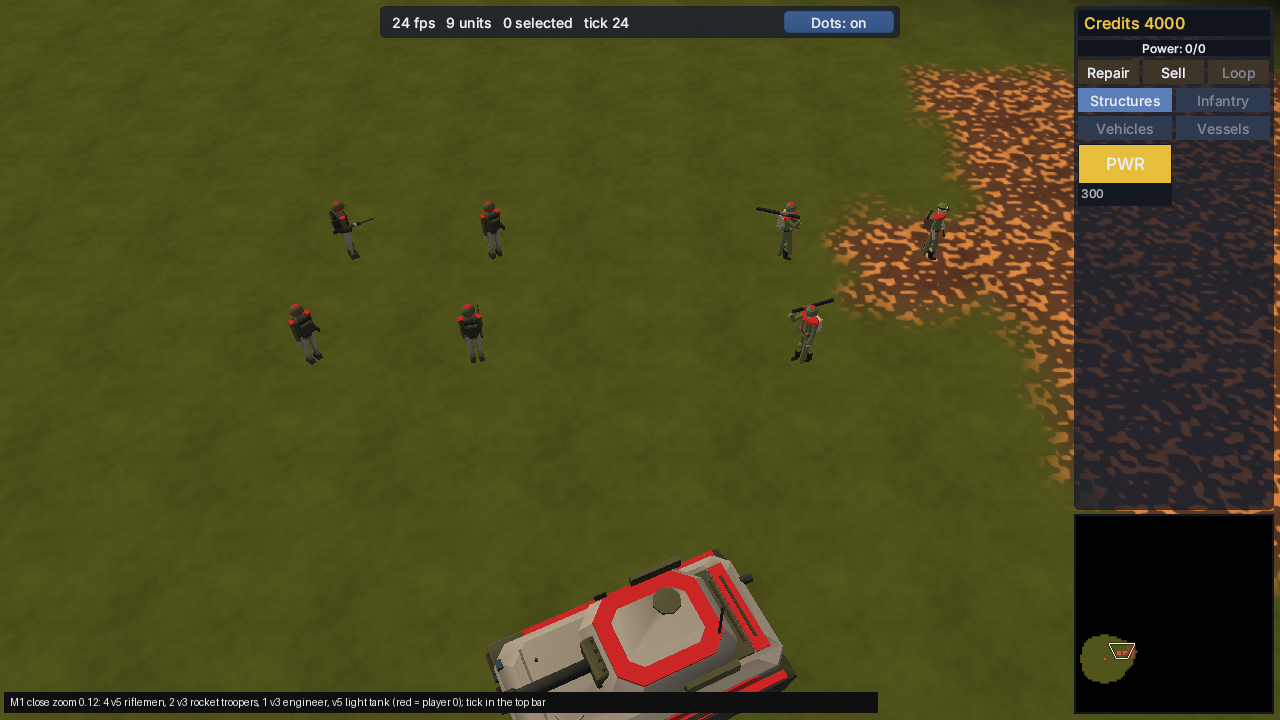 24 fps 9 units 0 selected tick 24
Dots: on
Credits 4000
Power: 0/0
Repair Sell Loop
Structures Infantry
Vehicles Vessels
PWR
300
M1 close zoom 0.12: 4 v5 riflemen, 2 v3 rocket troopers, 1 v3 engineer, v5 light tank (red = player 0); tick in the top bar